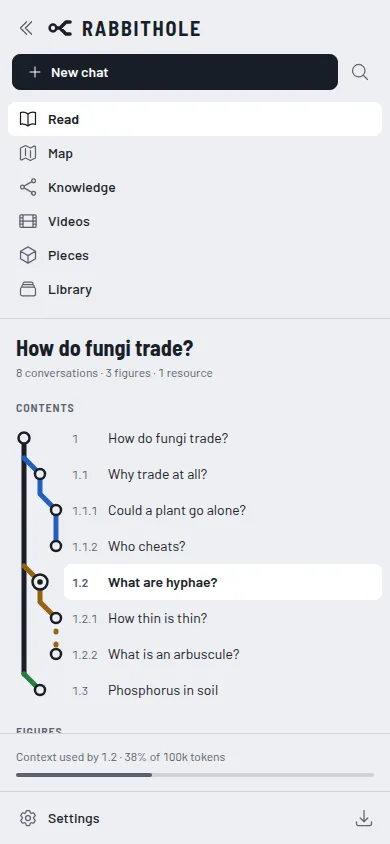 RABBITHOLE
New chat
Read
Map
Knowledge
Videos
Pieces
Library
How do fungi trade?
8 conversations · 3 figures · 1 resource
CONTENTS
1 How do fungi trade?
1.1 Why trade at all?
1.1.1 Could a plant go alone?
1.1.2 Who cheats?
1.2 What are hyphae?
1.2.1 How thin is thin?
1.2.2 What is an arbuscule?
1.3 Phosphorus in soil
FIGURES
Context used by 1.2 · 38% of 100k tokens
Settings